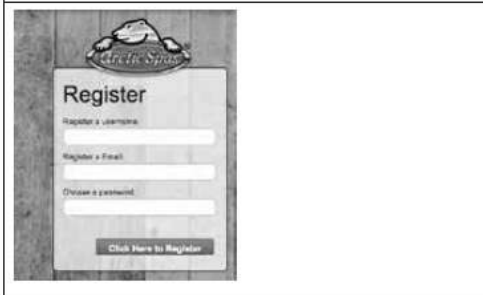 Arctic Spas
Register
Register a username:
Register a Email:
Choose a password:
Click Here to Register